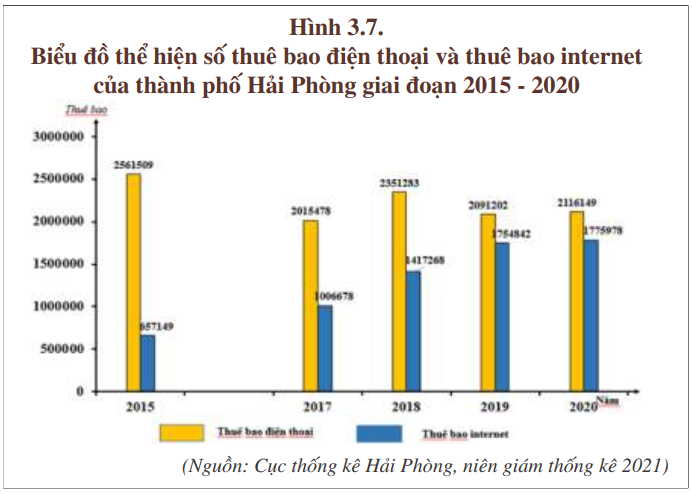 Hình 3.7.
Biểu đồ thể hiện số thuê bao điện thoại và thuê bao internet
của thành phố Hải Phòng giai đoạn 2015 - 2020
Thuê bao
3000000
2561509
2500000
2351283
2015478
2091202
2116149
2000000
1754842
1775978
1500000
1417268
1006678
1000000
657149
500000
0
2015
2017
2018
2019
2020
Năm
Thuê bao điện thoại
Thuê bao internet
(Nguồn: Cục thống kê Hải Phòng, niên giám thống kê 2021)